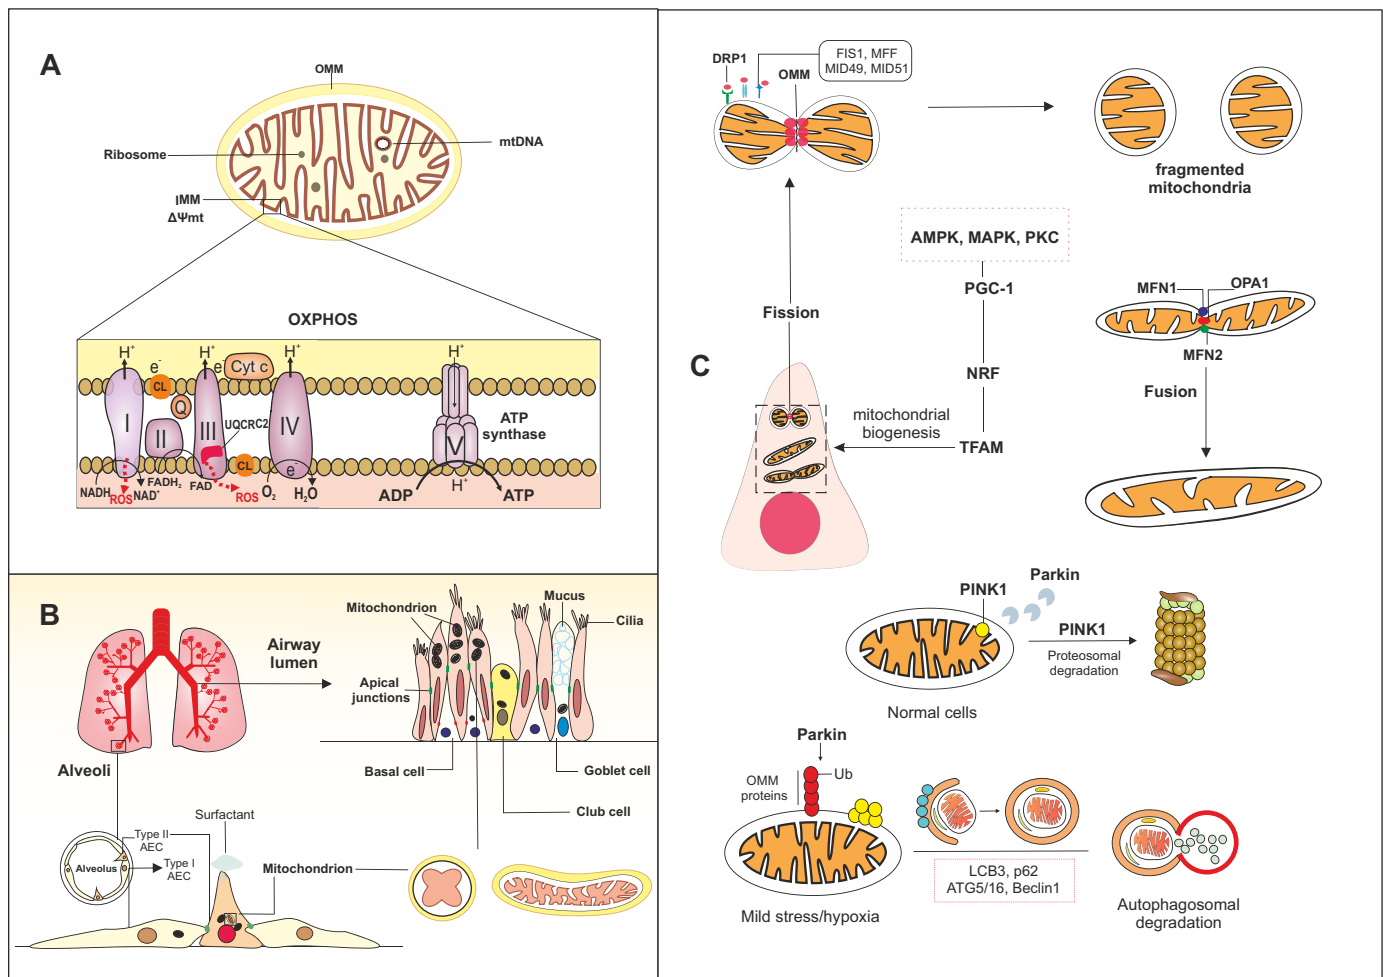 A
OMM
Ribosome
mtDNA
IMM
ΔΨmt
OXPHOS
H⁺
e⁻
H⁺
e⁻
Cyt c
H⁺
H⁺
CL
Q
I
II
III
UQCRC2
IV
V
ATP
synthase
CL
e⁻
H⁺
NADH
ROS
NAD⁺
FADH₂
FAD
ROS
O₂
H₂O
ADP
ATP
B
Airway
lumen
Alveoli
Mitochondrion
Mucus
Cilia
Apical
junctions
Basal cell
Goblet cell
Club cell
Surfactant
Type II
AEC
Type I
AEC
Alveolus
Mitochondrion
C
DRP1
OMM
FIS1, MFF
MID49, MID51
fragmented
mitochondria
Fission
AMPK, MAPK, PKC
PGC-1
NRF
TFAM
mitochondrial
biogenesis
MFN1
OPA1
MFN2
Fusion
PINK1
Parkin
PINK1
Proteosomal
degradation
Normal cells
Parkin
Ub
OMM
proteins
Mild stress/hypoxia
LCB3, p62
ATG5/16, Beclin1
Autophagosomal
degradation